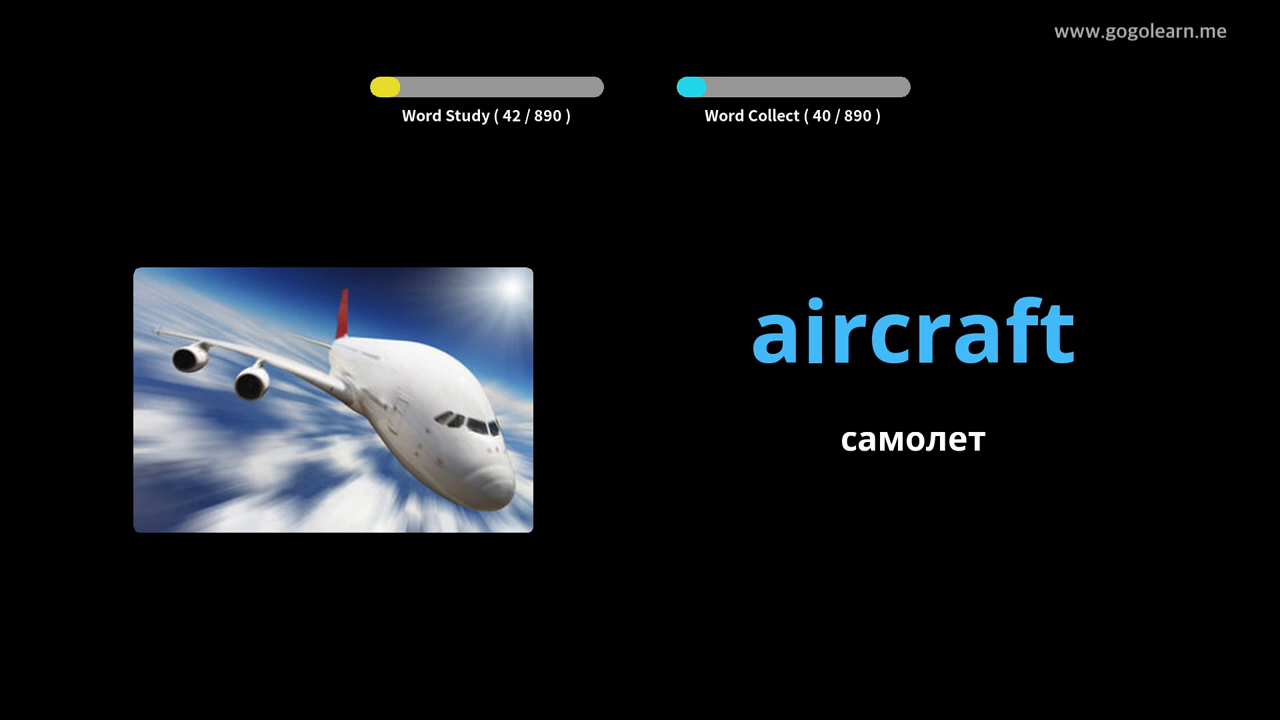 www.gogolearn.me
Word Study ( 42 / 890 )
Word Collect ( 40 / 890 )
aircraft
самолет